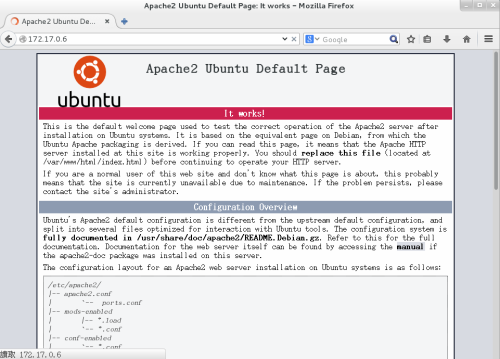 Apache2 Ubuntu Default Page: It works - Mozilla Firefox
Apache2 Ubuntu De...
172.17.0.6
Google
ubuntu
Apache2 Ubuntu Default Page
It works!
This is the default welcome page used to test the correct operation of the Apache2 server after
installation on Ubuntu systems. It is based on the equivalent page on Debian, from which the
Ubuntu Apache packaging is derived. If you can read this page, it means that the Apache HTTP
server installed at this site is working properly. You should replace this file (located at
/var/www/html/index.html) before continuing to operate your HTTP server.
If you are a normal user of this web site and don't know what this page is about, this probably
means that the site is currently unavailable due to maintenance. If the problem persists, please
contact the site's administrator.
Configuration Overview
Ubuntu's Apache2 default configuration is different from the upstream default configuration, and
split into several files optimized for interaction with Ubuntu tools. The configuration system is
fully documented in /usr/share/doc/apache2/README.Debian.gz. Refer to this for the full
documentation. Documentation for the web server itself can be found by accessing the manual if
the apache2-doc package was installed on this server.
The configuration layout for an Apache2 web server installation on Ubuntu systems is as follows:
/etc/apache2/
|-- apache2.conf
|       `--  ports.conf
|-- mods-enabled
|       |-- *.load
|       `-- *.conf
|-- conf-enabled
|       `-- *.conf
讀取 172.17.0.6